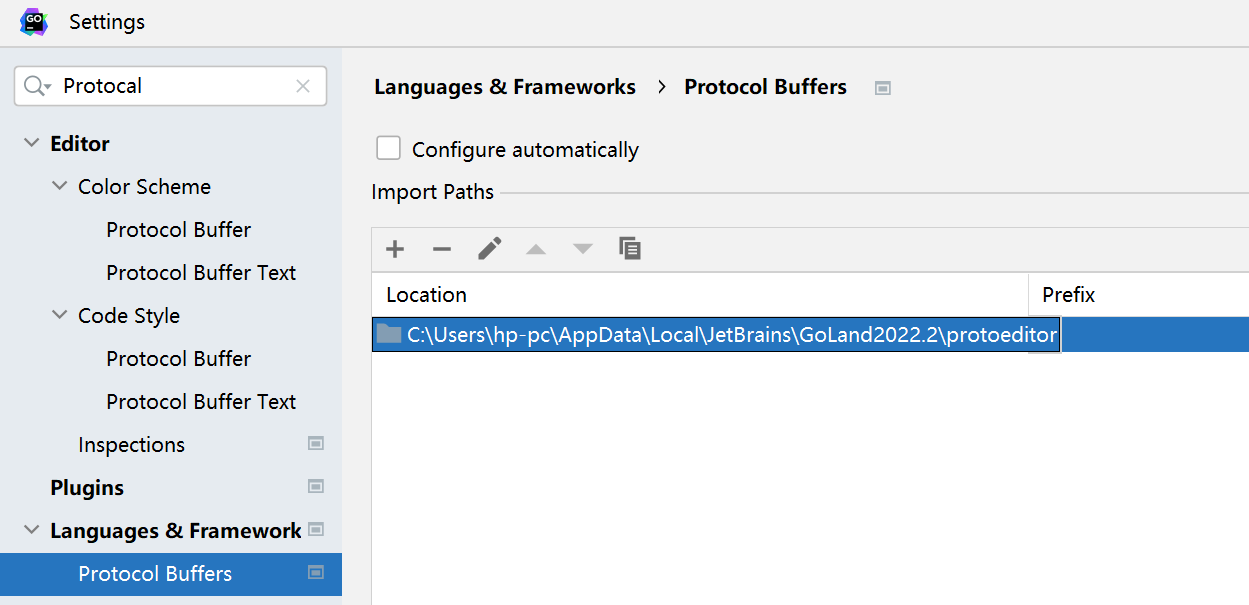 GO
Settings
Protocal
Editor
Color Scheme
Protocol Buffer
Protocol Buffer Text
Code Style
Protocol Buffer
Protocol Buffer Text
Inspections
Plugins
Languages & Framework
Protocol Buffers
Languages & Frameworks › Protocol Buffers
Configure automatically
Import Paths
Location Prefix
C:\Users\hp-pc\AppData\Local\JetBrains\GoLand2022.2\protoeditor